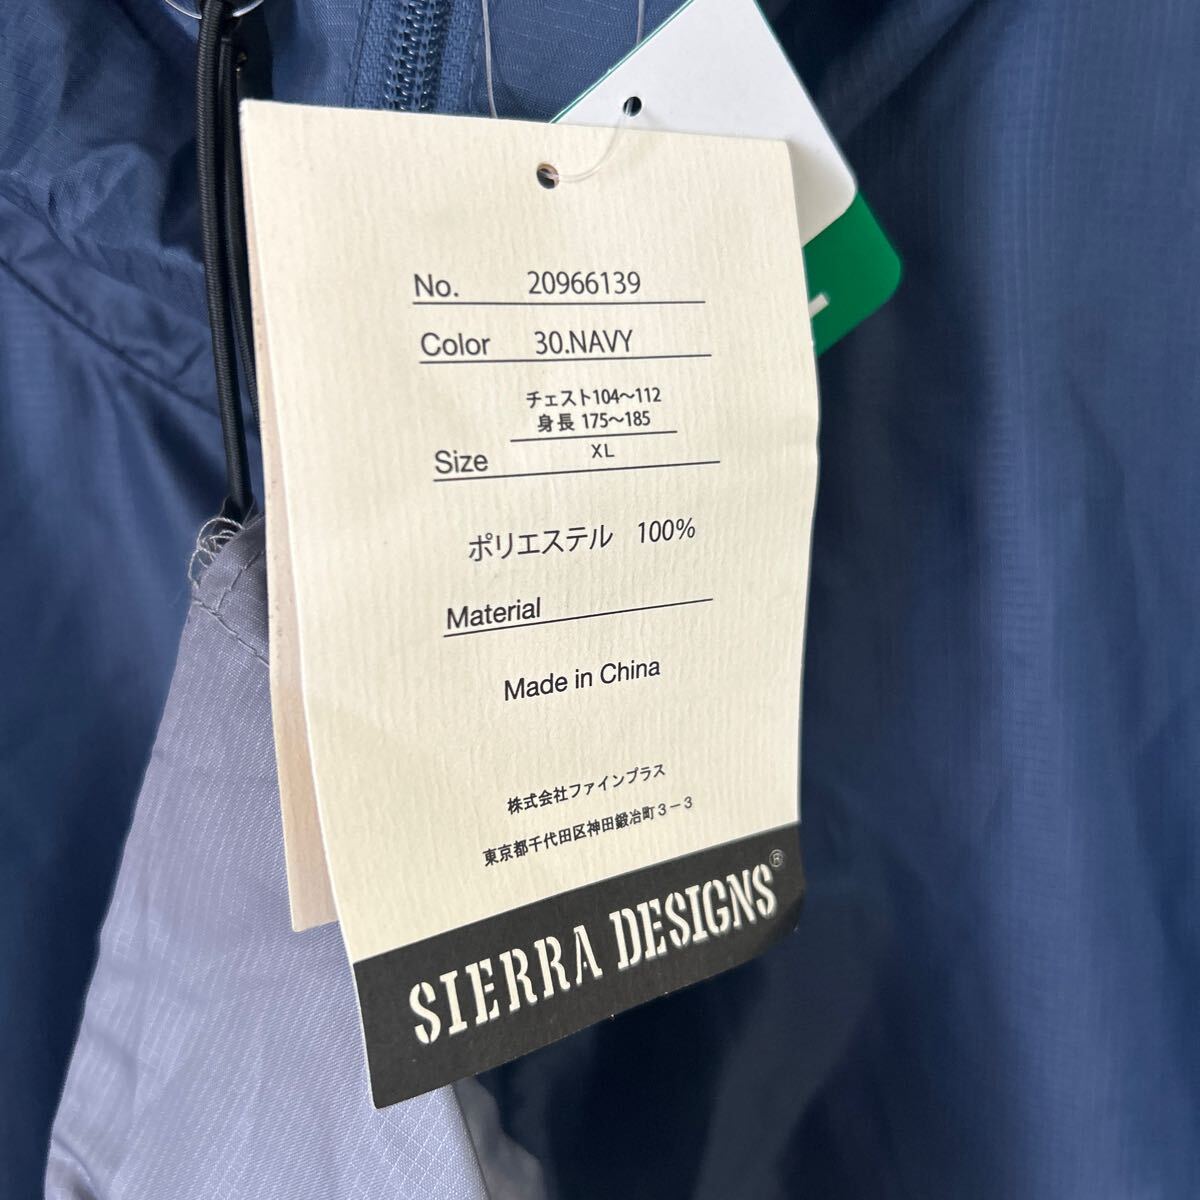 No. 20966139
Color 30.NAVY
チェスト104〜112
身長 175〜185
Size XL
ポリエステル 100%
Material
Made in China
株式会社ファインプラス
東京都千代田区神田鍛冶町3-3
SIERRA DESIGNS®